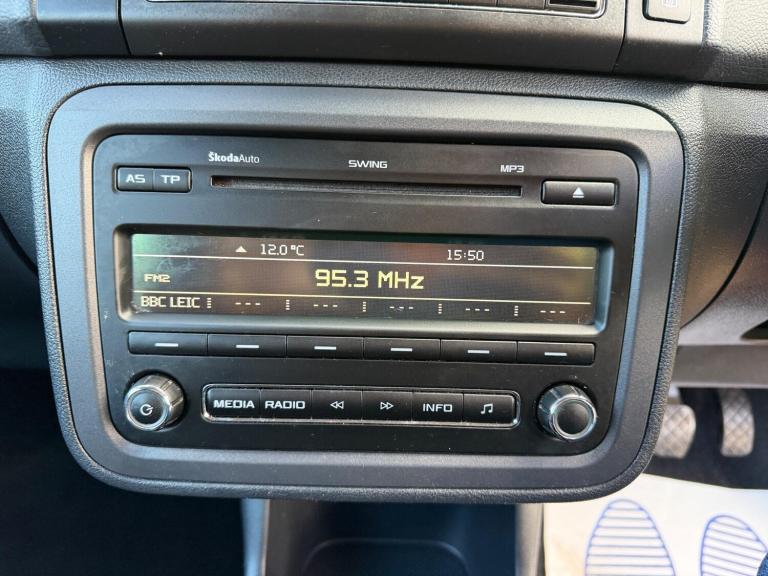 ŠkodaAuto SWING MP3
AS TP
12.0°C 15:50
FM2 95.3 MHz
BBC LEIC --- --- --- --- ---
MEDIA RADIO INFO